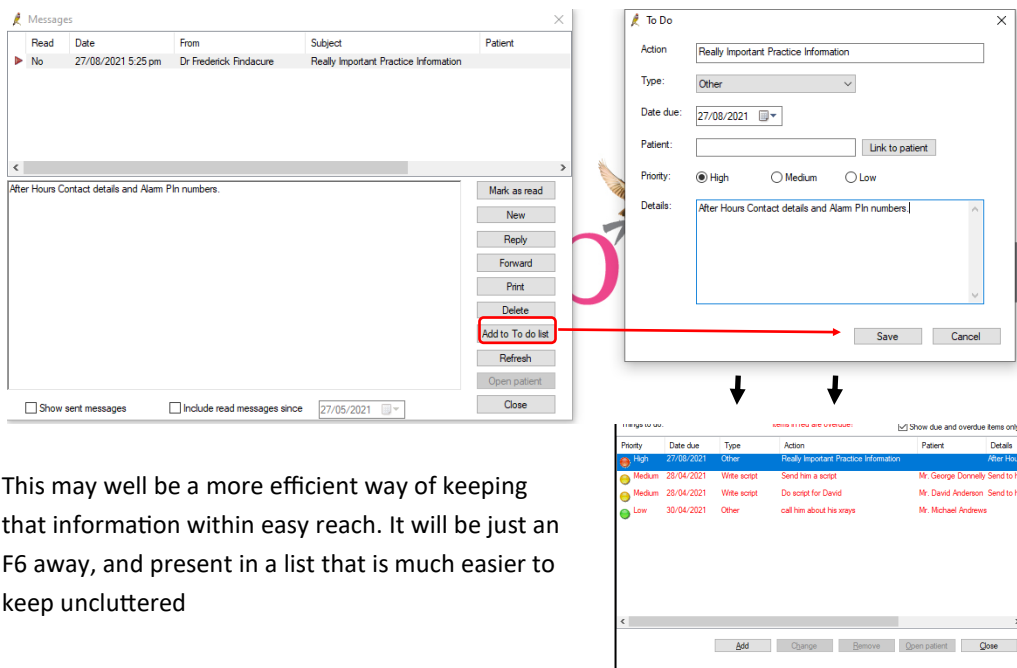 Messages
Read Date From Subject Patient
No 27/08/2021 5:25 pm Dr Frederick Findacure Really Important Practice Information
After Hours Contact details and Alarm PIn numbers.
Mark as read
New
Reply
Forward
Print
Delete
Add to To do list
Refresh
Open patient
Close
Show sent messages Include read messages since 27/05/2021
To Do
Action Really Important Practice Information
Type: Other
Date due: 27/08/2021
Patient: Link to patient
Priority: High Medium Low
Details: After Hours Contact details and Alarm PIn numbers.
Save Cancel
Things to do: Items in red are overdue! Show due and overdue items only
Priority Date due Type Action Patient Details
High 27/08/2021 Other Really Important Practice Information After Hou
Medium 28/04/2021 Write script Send him a script Mr. George Donnelly Send to h
Medium 28/04/2021 Write script Do script for David Mr. David Anderson Send to h
Low 30/04/2021 Other call him about his xrays Mr. Michael Andrews
Add Change Remove Open patient Close
This may well be a more efficient way of keeping
that information within easy reach. It will be just an
F6 away, and present in a list that is much easier to
keep uncluttered